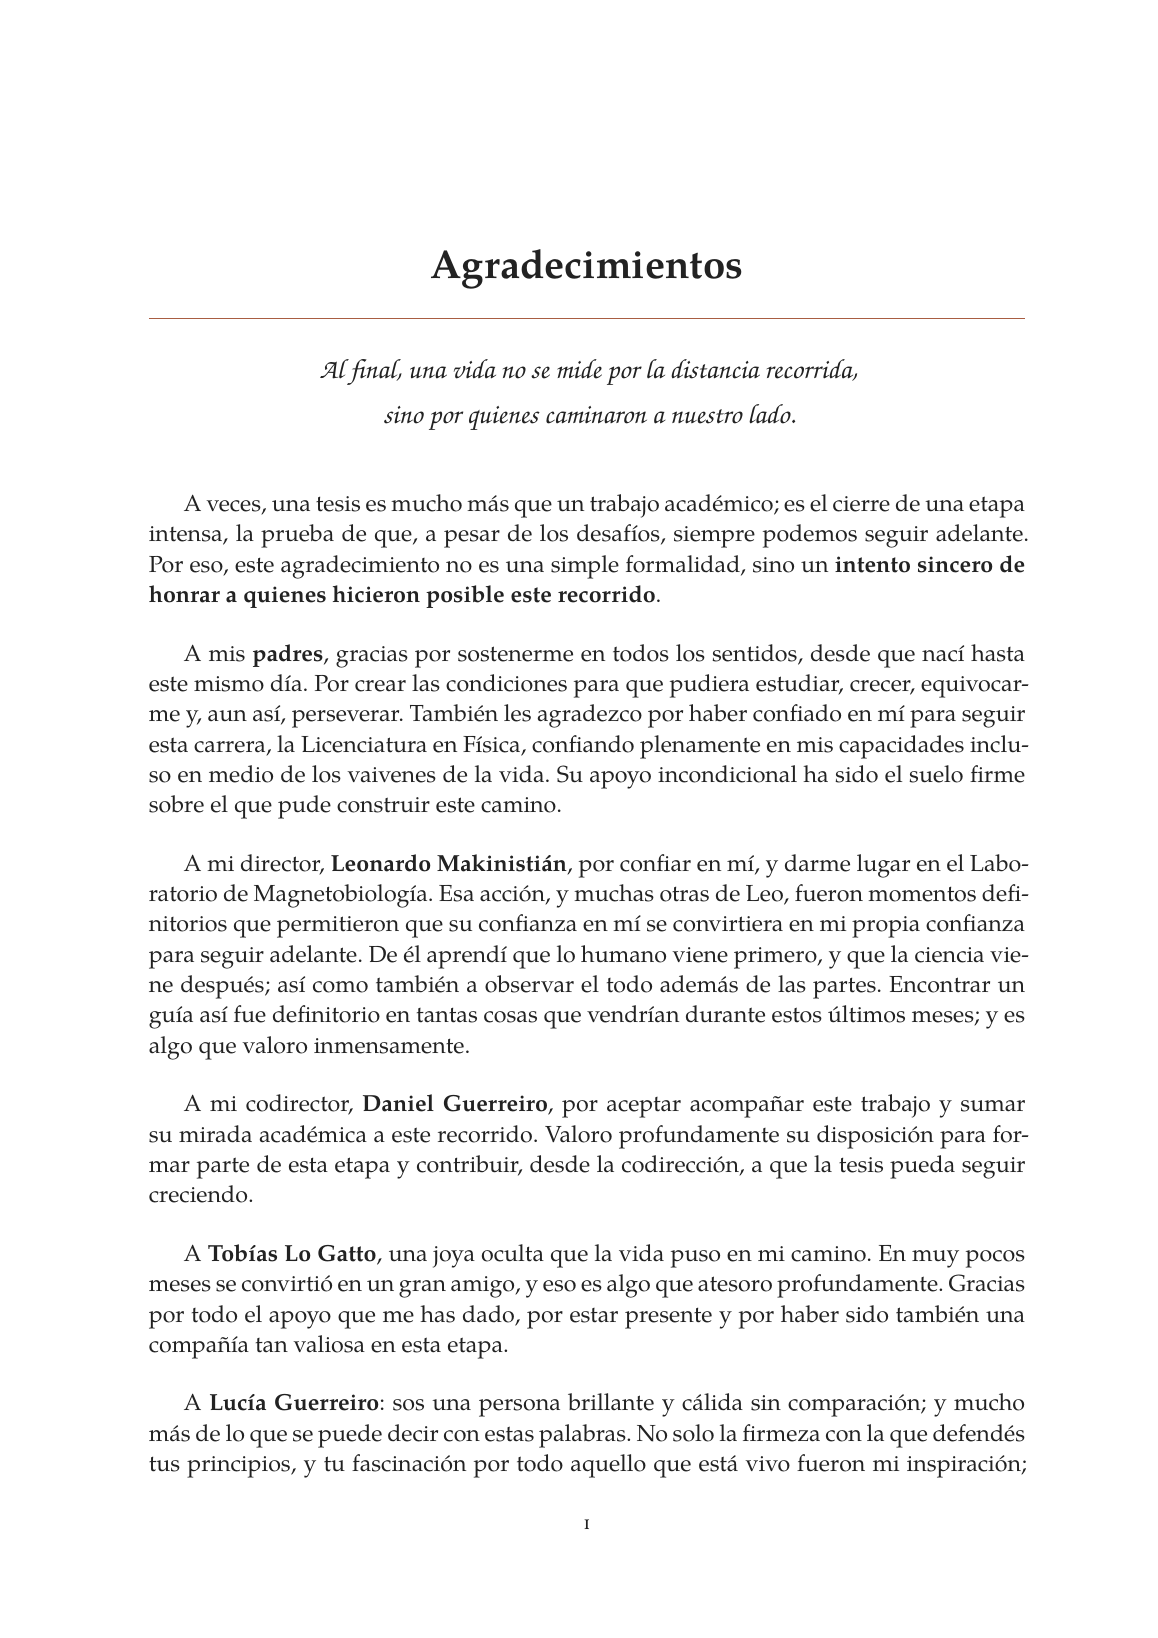 Agradecimientos
Al final, una vida no se mide por la distancia recorrida,
sino por quienes caminaron a nuestro lado.
A veces, una tesis es mucho más que un trabajo académico; es el cierre de una etapa
intensa, la prueba de que, a pesar de los desafíos, siempre podemos seguir adelante.
Por eso, este agradecimiento no es una simple formalidad, sino un intento sincero de
honrar a quienes hicieron posible este recorrido.
A mis padres, gracias por sostenerme en todos los sentidos, desde que nací hasta
este mismo día. Por crear las condiciones para que pudiera estudiar, crecer, equivocar-
me y, aun así, perseverar. También les agradezco por haber confiado en mí para seguir
esta carrera, la Licenciatura en Física, confiando plenamente en mis capacidades inclu-
so en medio de los vaivenes de la vida. Su apoyo incondicional ha sido el suelo firme
sobre el que pude construir este camino.
A mi director, Leonardo Makinistián, por confiar en mí, y darme lugar en el Labo-
ratorio de Magnetobiología. Esa acción, y muchas otras de Leo, fueron momentos defi-
nitorios que permitieron que su confianza en mí se convirtiera en mi propia confianza
para seguir adelante. De él aprendí que lo humano viene primero, y que la ciencia vie-
ne después; así como también a observar el todo además de las partes. Encontrar un
guía así fue definitorio en tantas cosas que vendrían durante estos últimos meses; y es
algo que valoro inmensamente.
A mi codirector, Daniel Guerreiro, por aceptar acompañar este trabajo y sumar
su mirada académica a este recorrido. Valoro profundamente su disposición para for-
mar parte de esta etapa y contribuir, desde la codirección, a que la tesis pueda seguir
creciendo.
A Tobías Lo Gatto, una joya oculta que la vida puso en mi camino. En muy pocos
meses se convirtió en un gran amigo, y eso es algo que atesoro profundamente. Gracias
por todo el apoyo que me has dado, por estar presente y por haber sido también una
compañía tan valiosa en esta etapa.
A Lucía Guerreiro: sos una persona brillante y cálida sin comparación; y mucho
más de lo que se puede decir con estas palabras. No solo la firmeza con la que defendés
tus principios, y tu fascinación por todo aquello que está vivo fueron mi inspiración;
I